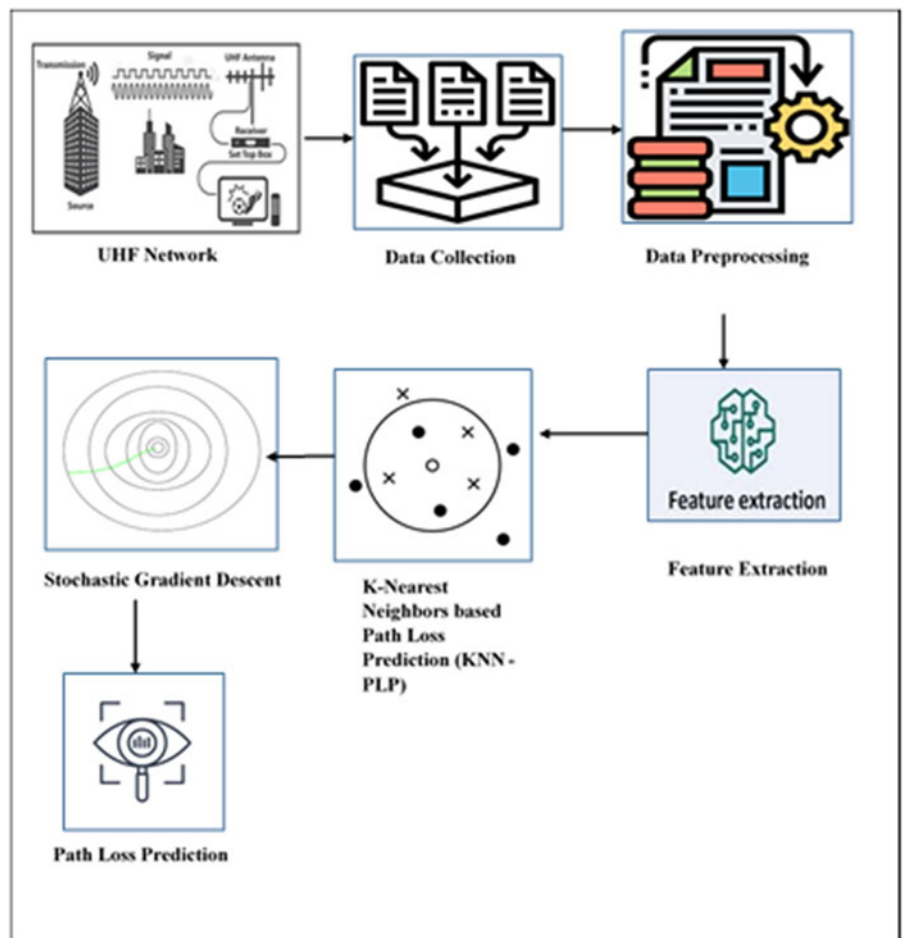 Transmission
Signal
UHF Antenna
Receiver
Set Top Box
Source
UHF Network
Data Collection
Data Preprocessing
Feature extraction
Feature Extraction
K-Nearest
Neighbors based
Path Loss
Prediction (KNN -
PLP)
Stochastic Gradient Descent
Path Loss Prediction